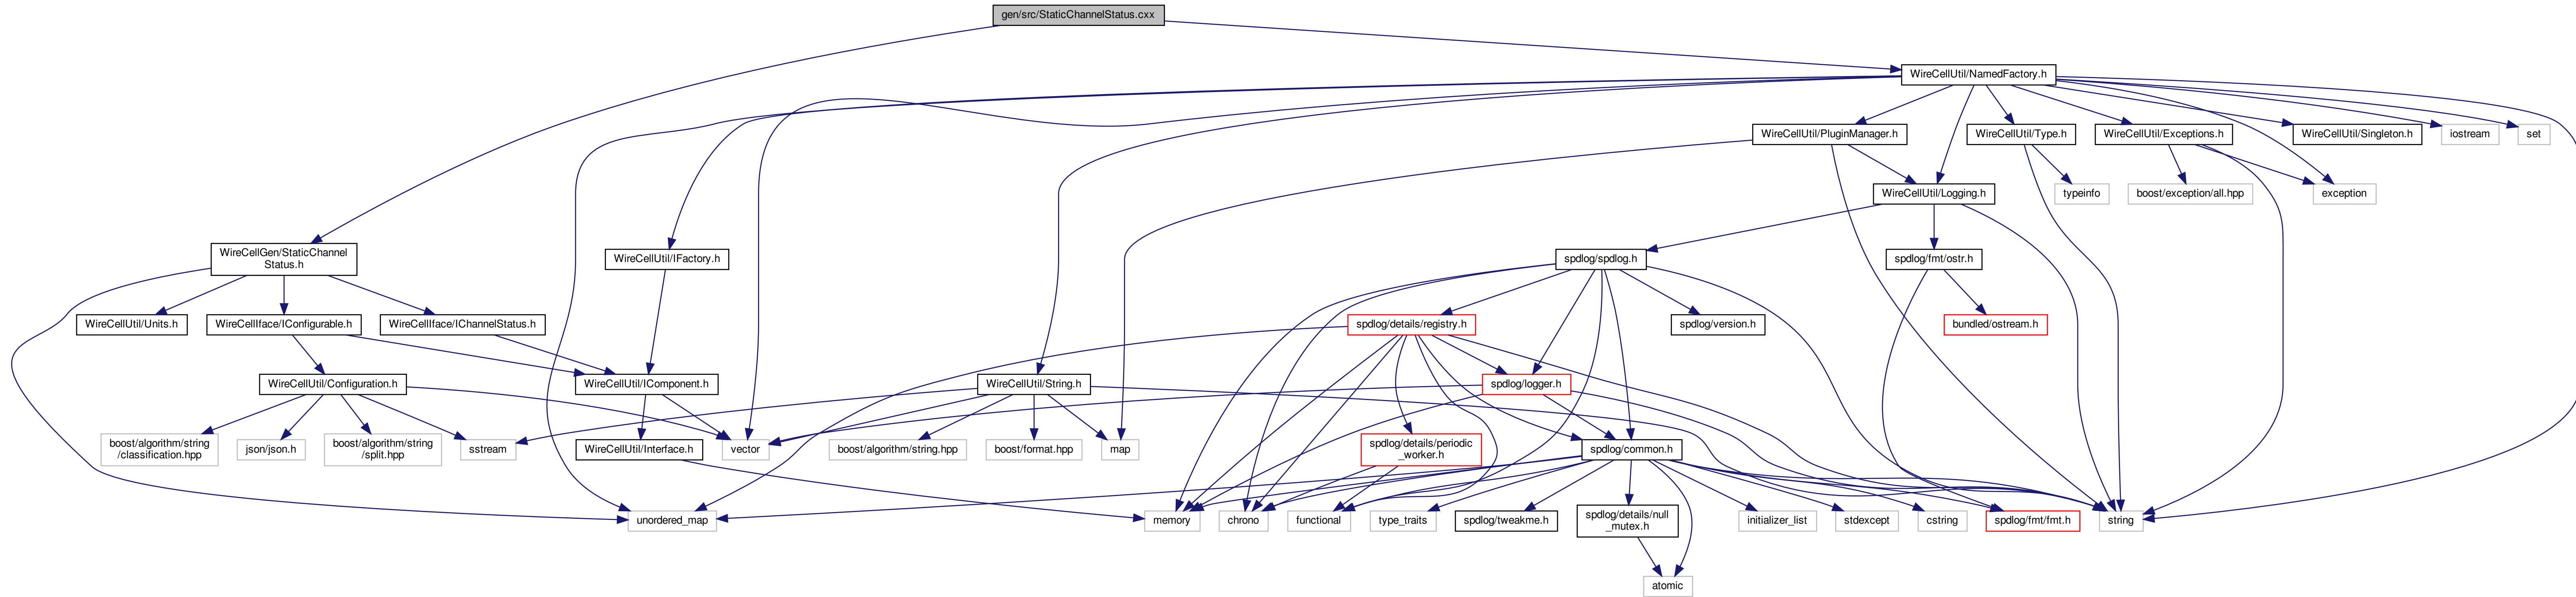 gen/src/StaticChannelStatus.cxx
WireCellUtil/NamedFactory.h
WireCellUtil/PluginManager.h
WireCellUtil/Type.h
WireCellUtil/Exceptions.h
WireCellUtil/Singleton.h
iostream
set
WireCellUtil/Logging.h
typeinfo
boost/exception/all.hpp
exception
WireCellGen/StaticChannel
Status.h
WireCellUtil/IFactory.h
spdlog/spdlog.h
spdlog/fmt/ostr.h
WireCellUtil/Units.h
WireCellIface/IConfigurable.h
WireCellIface/IChannelStatus.h
spdlog/details/registry.h
spdlog/version.h
bundled/ostream.h
WireCellUtil/Configuration.h
WireCellUtil/IComponent.h
WireCellUtil/String.h
spdlog/logger.h
boost/algorithm/string
/classification.hpp
json/json.h
boost/algorithm/string
/split.hpp
sstream
WireCellUtil/Interface.h
vector
boost/algorithm/string.hpp
boost/format.hpp
map
spdlog/details/periodic
_worker.h
spdlog/common.h
unordered_map
memory
chrono
functional
type_traits
spdlog/tweakme.h
spdlog/details/null
_mutex.h
initializer_list
stdexcept
cstring
spdlog/fmt/fmt.h
string
atomic